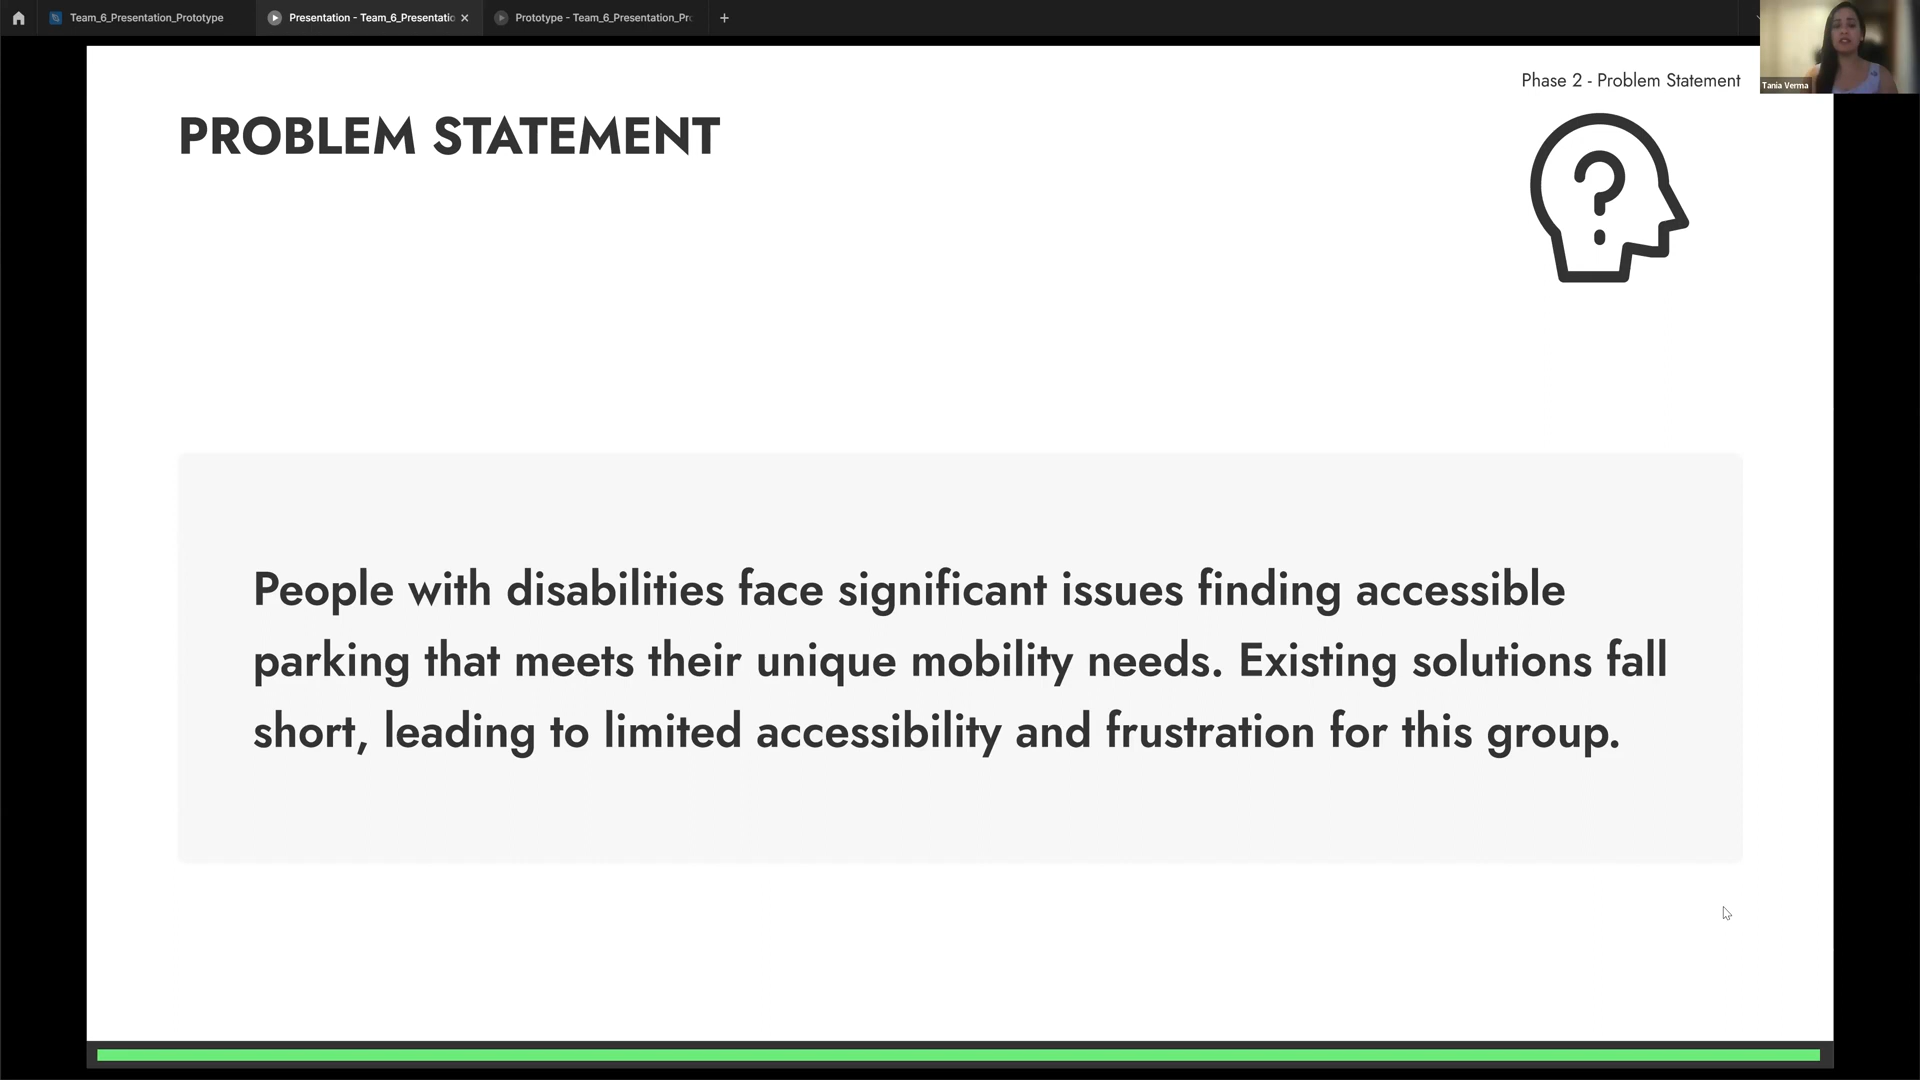 Team_6_Presentation_Prototype
Presentation - Team_6_Presentatic
Prototype - Team_6_Presentation_Pr
Tania Verma
Phase 2 - Problem Statement
PROBLEM STATEMENT
People with disabilities face significant issues finding accessible
parking that meets their unique mobility needs. Existing solutions fall
short, leading to limited accessibility and frustration for this group.